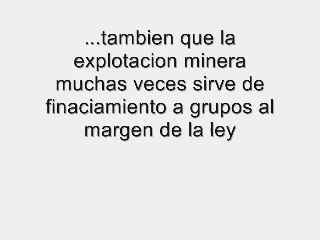 ...tambien que la
explotacion minera
muchas veces sirve de
finaciamiento a grupos al
margen de la ley